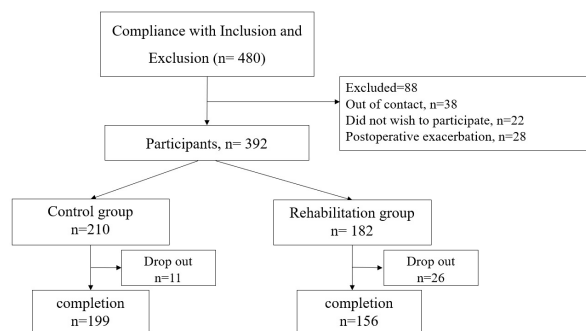 Compliance with Inclusion and
Exclusion (n= 480)
Excluded=88
Out of contact, n=38
Did not wish to participate, n=22
Postoperative exacerbation, n=28
Participants, n= 392
Control group
n=210
Rehabilitation group
n= 182
Drop out
n=11
Drop out
n=26
completion
n=199
completion
n=156